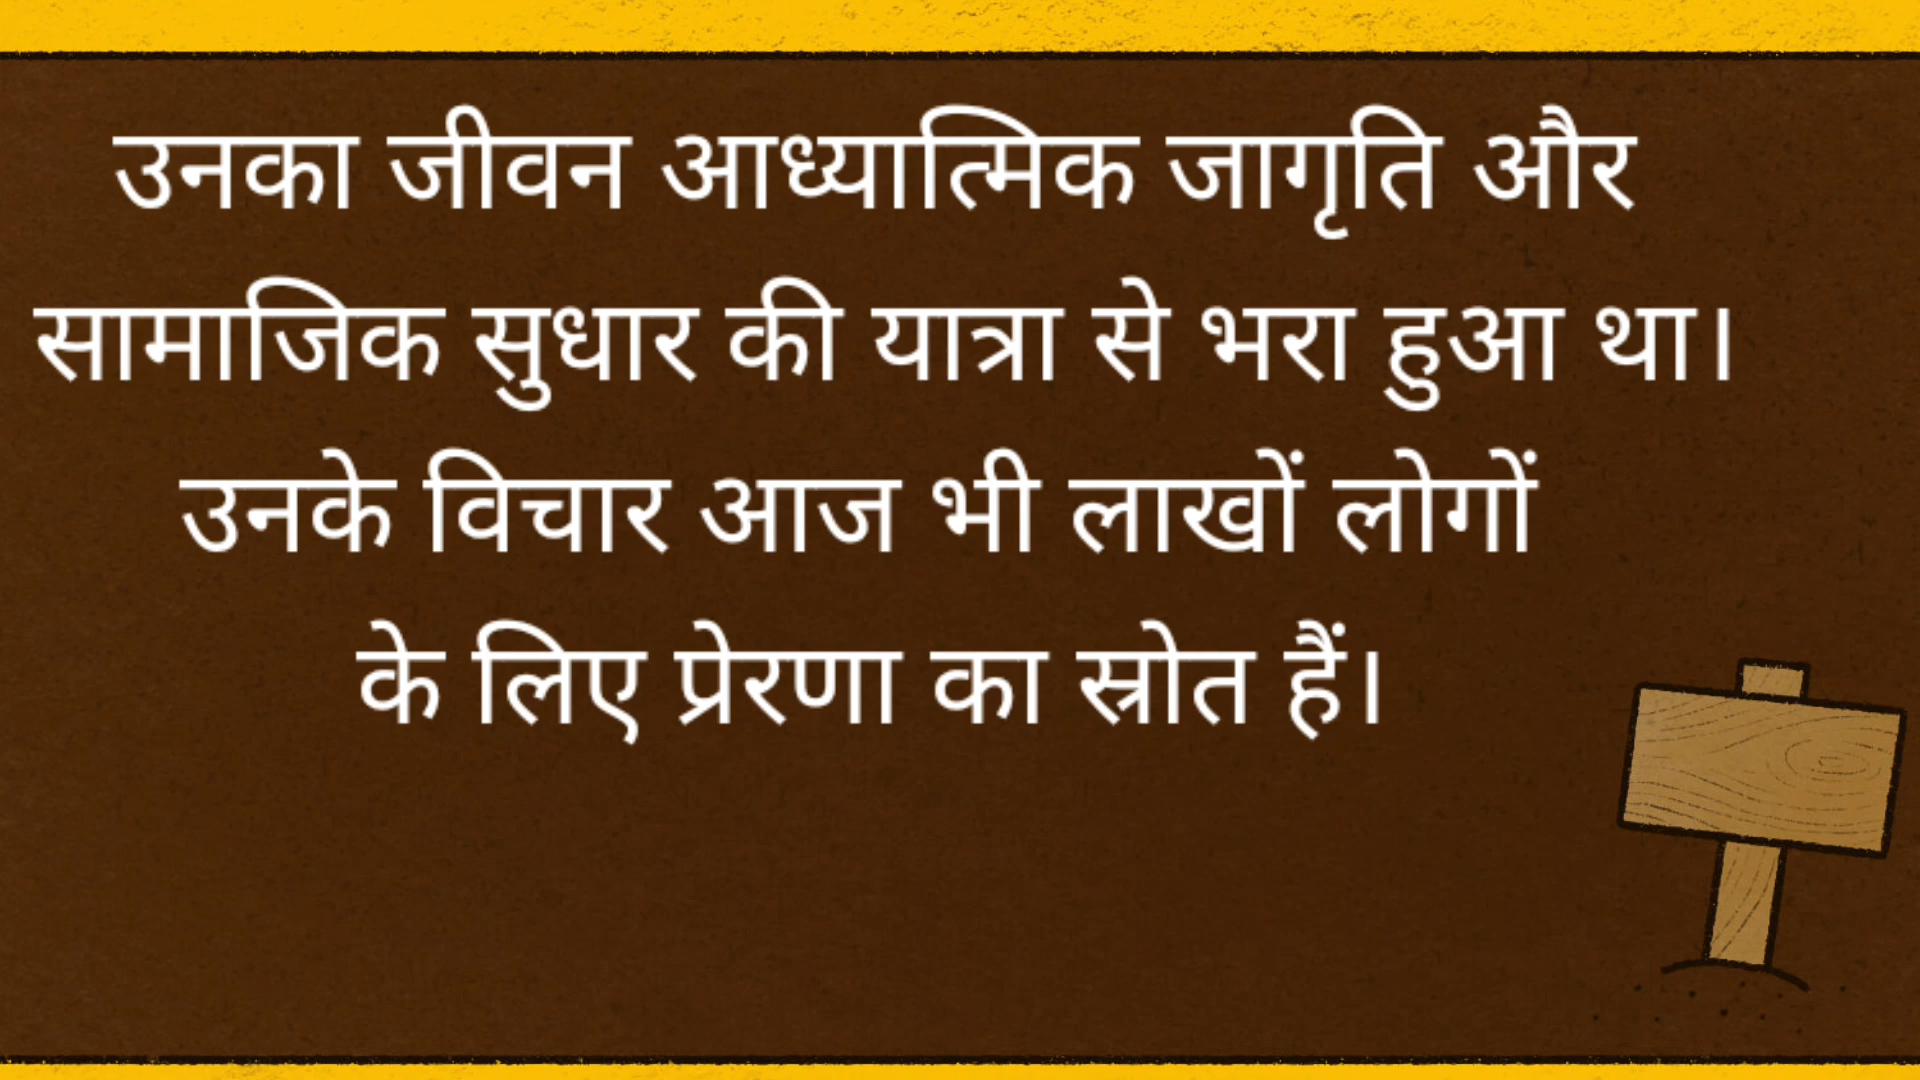 उनका जीवन आध्यात्मिक जागृति और
सामाजिक सुधार की यात्रा से भरा हुआ था।
उनके विचार आज भी लाखों लोगों
के लिए प्रेरणा का स्रोत हैं।